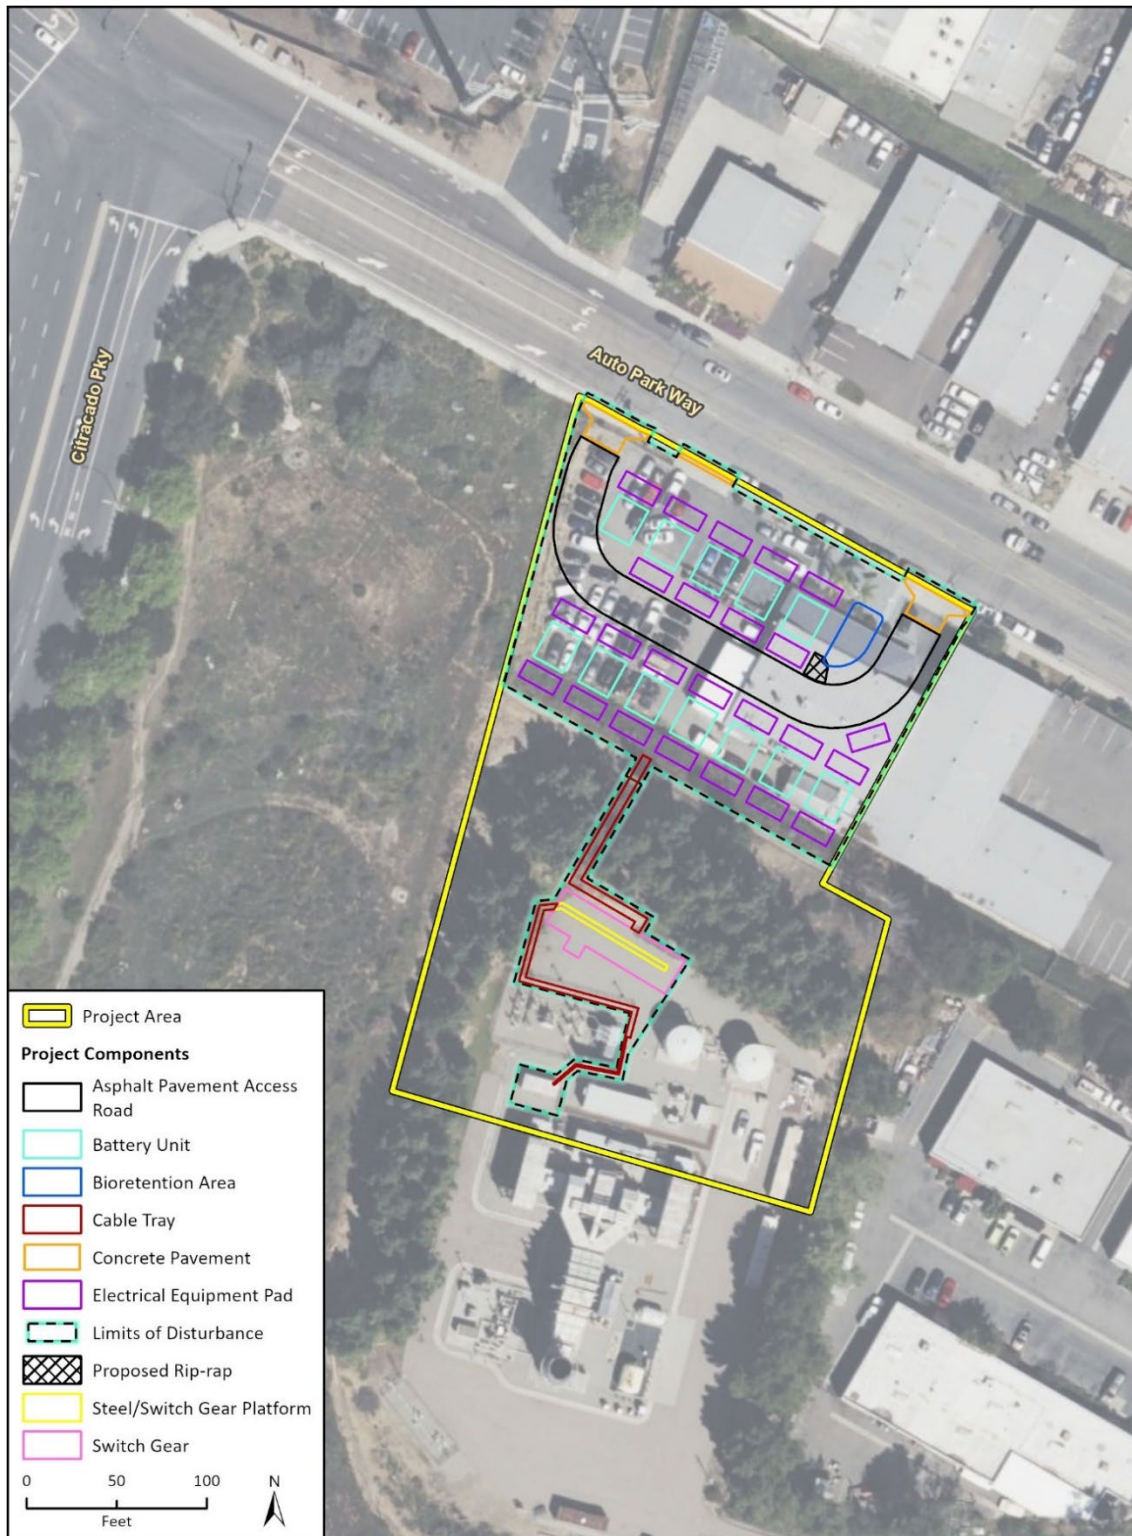 Auto Park Way
Citracado Pky
Project Area
Project Components
Asphalt Pavement Access
Road
Battery Unit
Bioretention Area
Cable Tray
Concrete Pavement
Electrical Equipment Pad
Limits of Disturbance
Proposed Rip-rap
Steel/Switch Gear Platform
Switch Gear
0 50 100
Feet
N